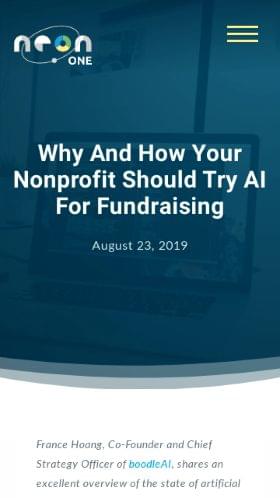 neon
ONE
Why And How Your
Nonprofit Should Try AI
For Fundraising
August 23, 2019
France Hoang, Co-Founder and Chief
Strategy Officer of boodleAI, shares an
excellent overview of the state of artificial